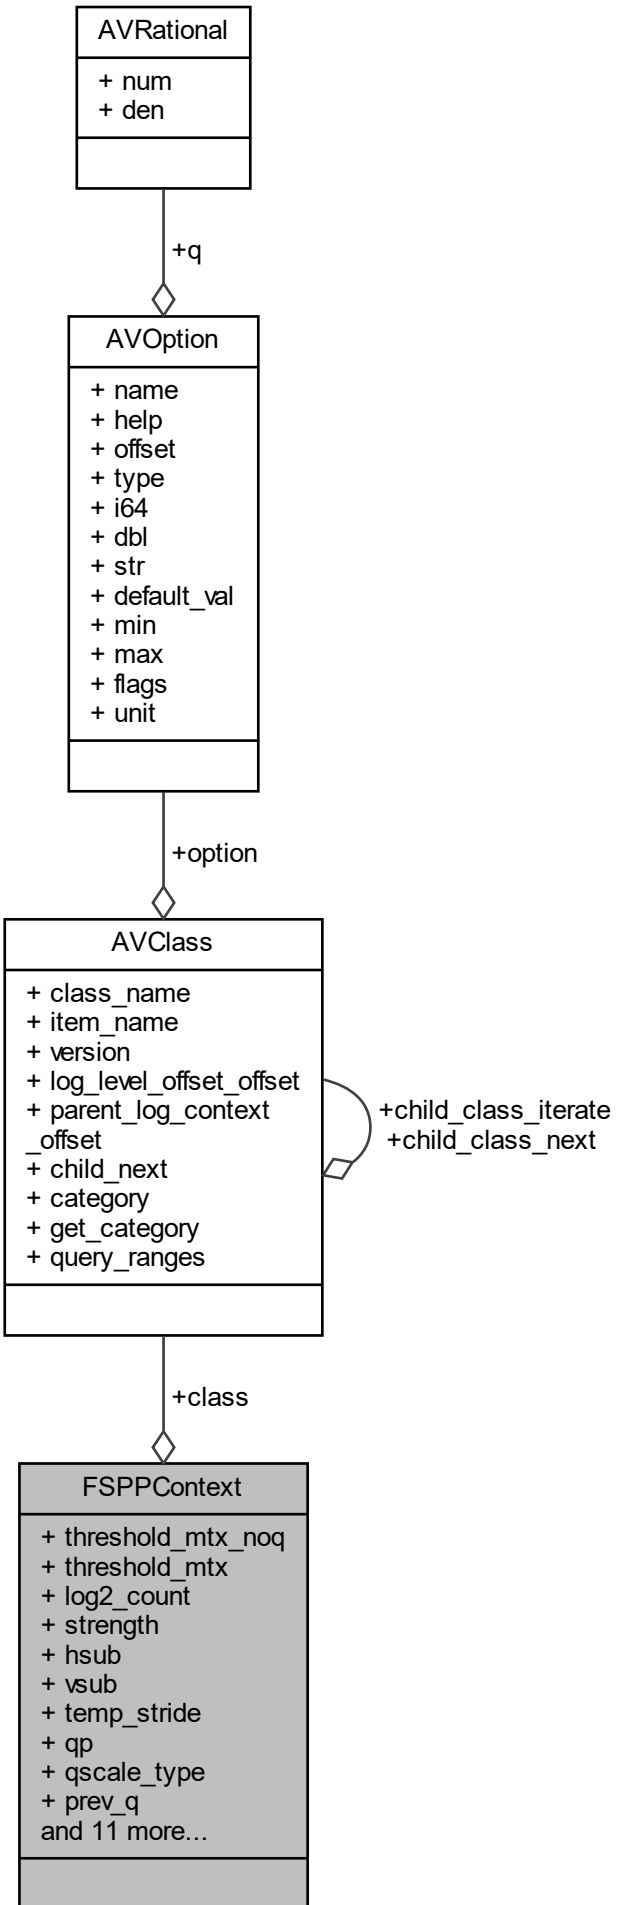 AVRational
+ num
+ den
+q
AVOption
+ name
+ help
+ offset
+ type
+ i64
+ dbl
+ str
+ default_val
+ min
+ max
+ flags
+ unit
+option
AVClass
+ class_name
+ item_name
+ version
+ log_level_offset_offset
+ parent_log_context
_offset
+ child_next
+ category
+ get_category
+ query_ranges
+child_class_iterate
+child_class_next
+class
FSPPContext
+ threshold_mtx_noq
+ threshold_mtx
+ log2_count
+ strength
+ hsub
+ vsub
+ temp_stride
+ qp
+ qscale_type
+ prev_q
and 11 more...